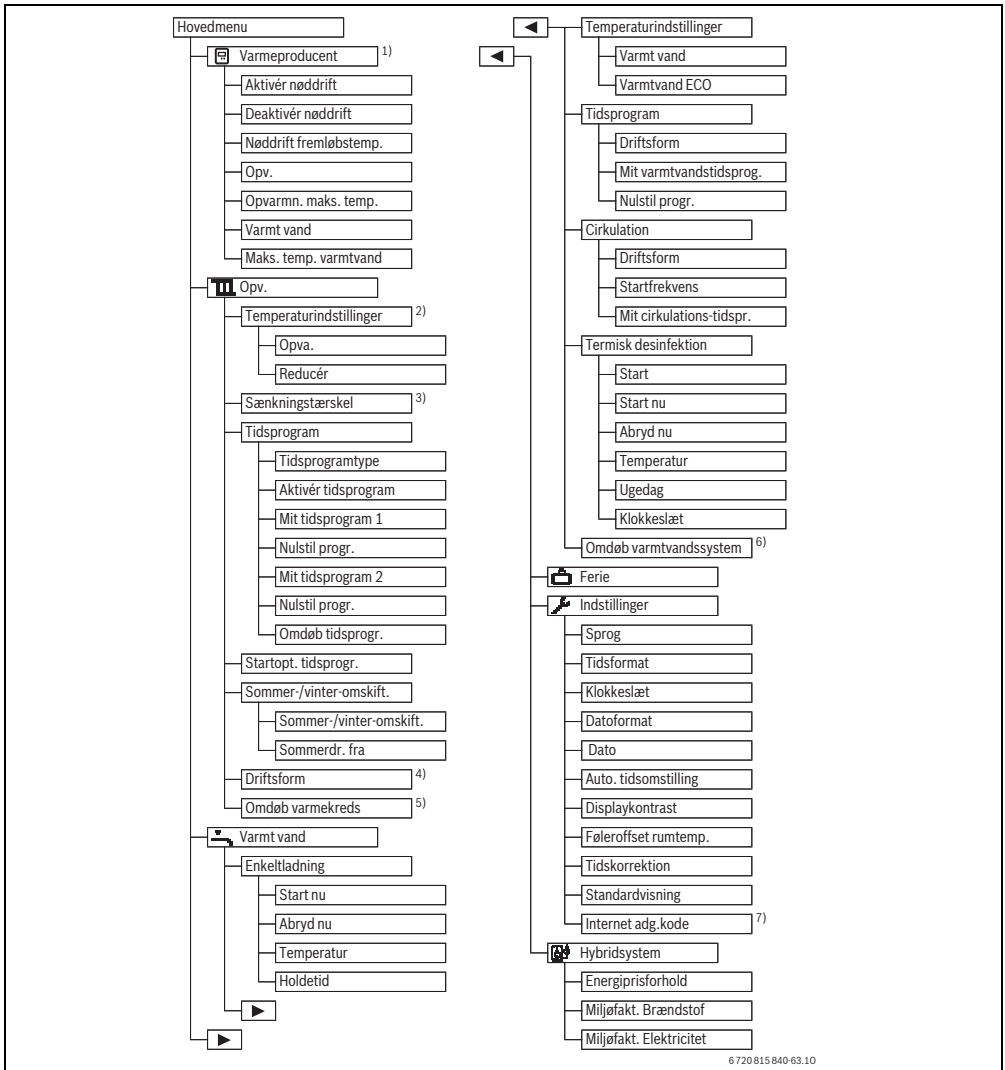 Hovedmenu
Varmeproducent 1)
Aktivér nøddrift
Deaktivér nøddrift
Nøddrift fremløbstemp.
Opv.
Opvarmn. maks. temp.
Varmt vand
Maks. temp. varmtvand
Opv.
Temperaturindstillinger 2)
Opva.
Reducér
Sænkningstærskel 3)
Tidsprogram
Tidsprogramtype
Aktivér tidsprogram
Mit tidsprogram 1
Nulstil progr.
Mit tidsprogram 2
Nulstil progr.
Omdøb tidsprogr.
Startopt. tidsprogr.
Sommer-/vinter-omskift.
Sommer-/vinter-omskift.
Sommerdr. fra
Driftsform 4)
Omdøb varmekreds 5)
Varmt vand
Enkeltladning
Start nu
Abryd nu
Temperatur
Holdetid
Temperaturindstillinger
Varmt vand
Varmtvand ECO
Tidsprogram
Driftsform
Mit varmtvandstidsprog.
Nulstil progr.
Cirkulation
Driftsform
Startfrekvens
Mit cirkulations-tidspr.
Termisk desinfektion
Start
Start nu
Abryd nu
Temperatur
Ugedag
Klokkeslæt
Omdøb varmtvandssystem 6)
Ferie
Indstillinger
Sprog
Tidsformat
Klokkeslæt
Datoformat
Dato
Auto. tidsomstilling
Displaykontrast
Føleroffset rumtemp.
Tidskorrektion
Standardvisning
Internet adg.kode 7)
Hybridsystem
Energiprisforhold
Miljøfakt. Brændstof
Miljøfakt. Elektricitet
6 720 815 840-63.1O